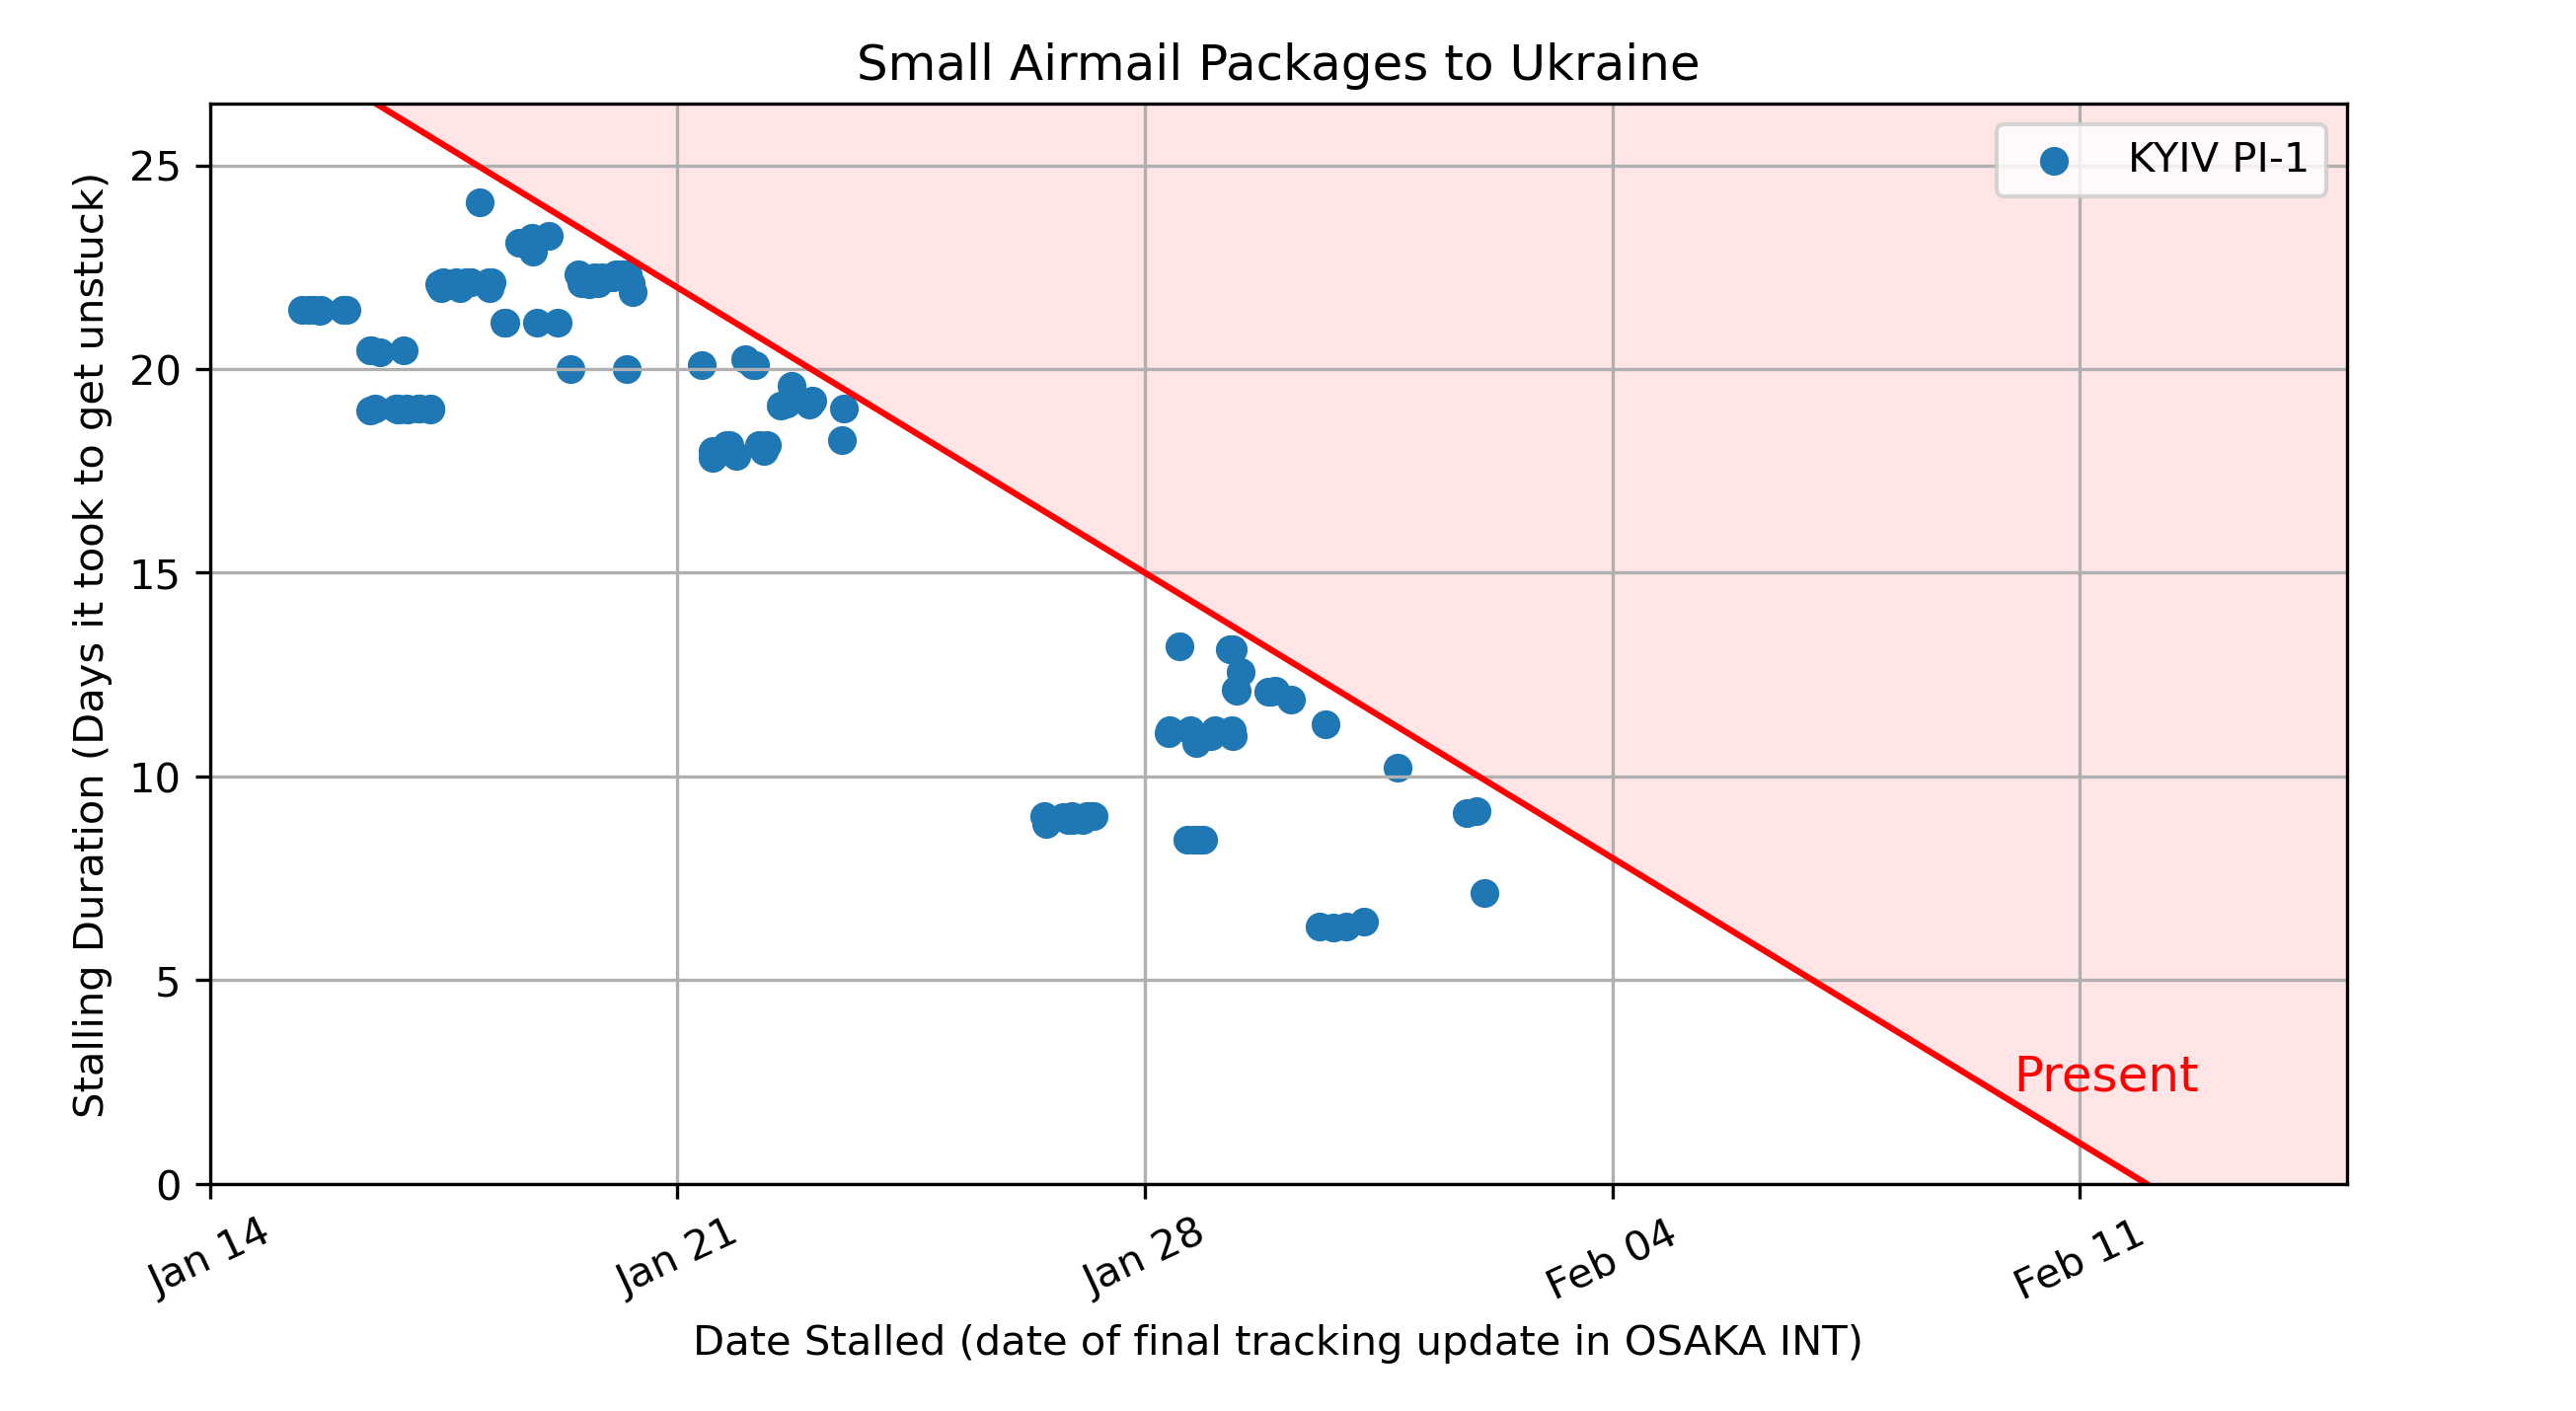 Small Airmail Packages to Ukraine
KYIV PI-1
Stalling Duration (Days it took to get unstuck)
25
20
15
10
5
0
Present
Jan 14
Jan 21
Jan 28
Feb 04
Feb 11
Date Stalled (date of final tracking update in OSAKA INT)